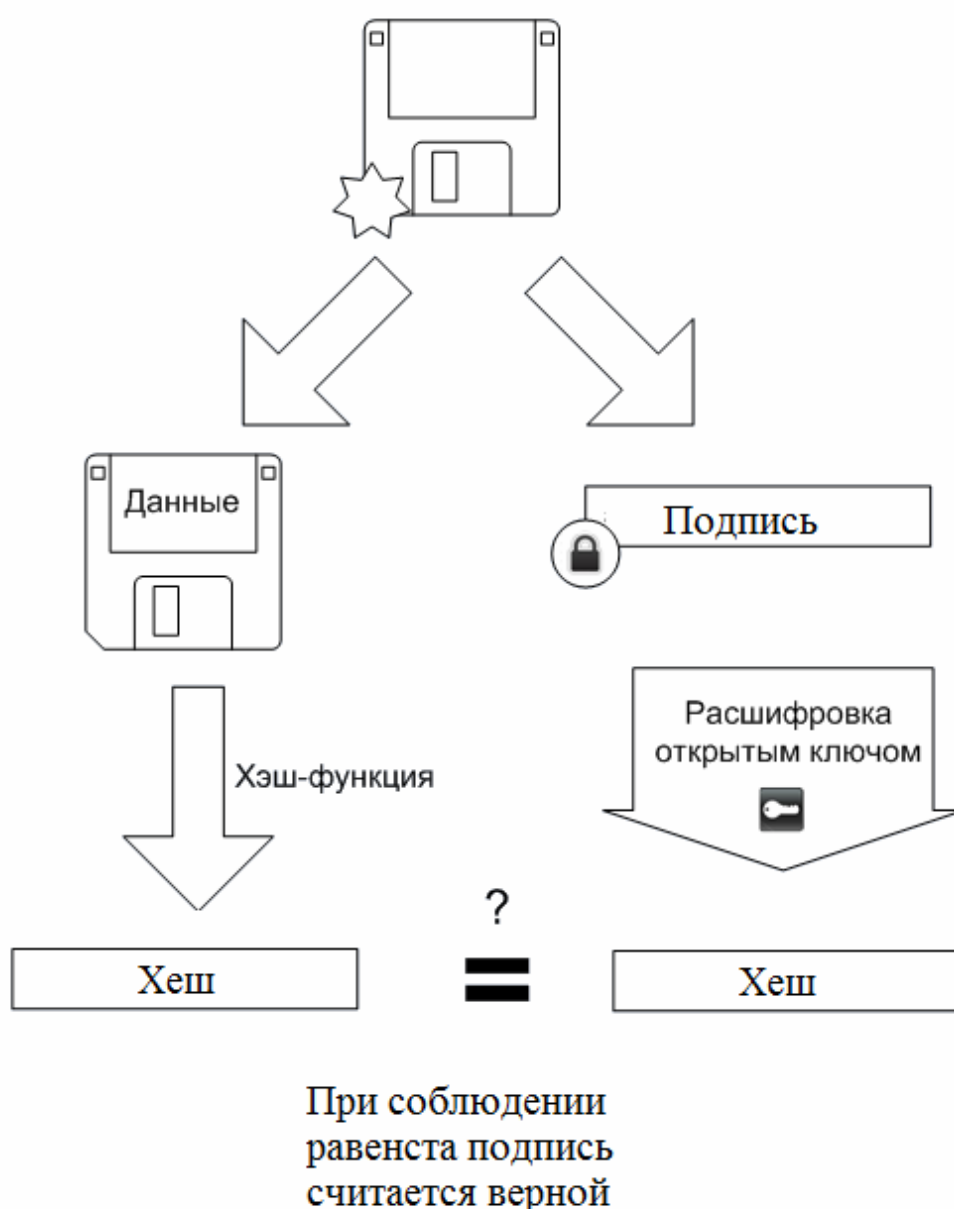 Данные
Подпись
Расшифровка
открытым ключом
Хэш-функция
?
=
Хеш
Хеш
При соблюдении
равенста подпись
считается верной